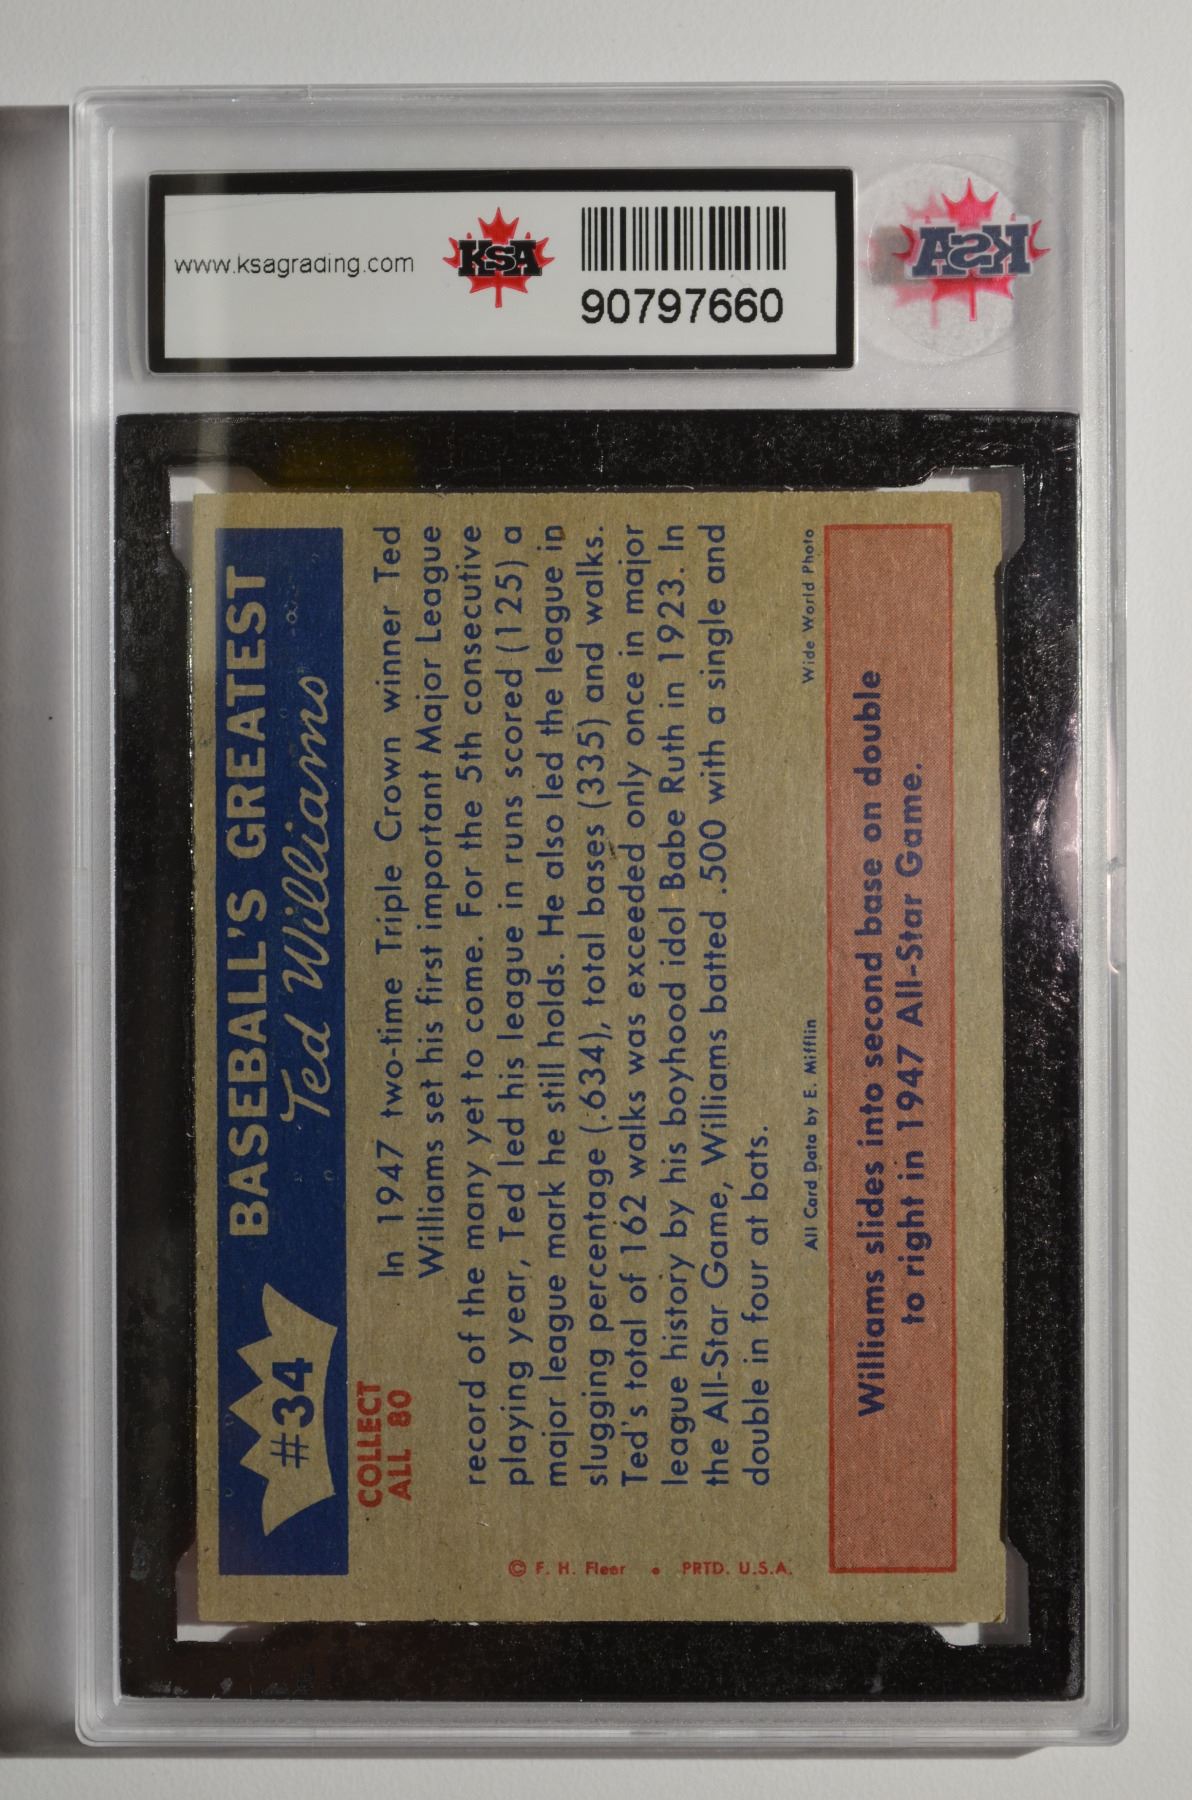 www.ksagrading.com
KSA
90797660
KSA
#34
BASEBALL'S GREATEST
Ted Williams
COLLECT
ALL 80
In 1947 two-time Triple Crown winner Ted
Williams set his first important Major League
record of the many yet to come. For the 5th consecutive
playing year, Ted led his league in runs scored (125) a
major league mark he still holds. He also led the league in
slugging percentage (.634), total bases (335) and walks.
Ted's total of 162 walks was exceeded only once in major
league history by his boyhood idol Babe Ruth in 1923. In
the All-Star Game, Williams batted .500 with a single and
double in four at bats.
© F. H. Fleer • PRTD. U.S.A.
All Card Data by E. Mifflin
Wide World Photo
Williams slides into second base on double
to right in 1947 All-Star Game.